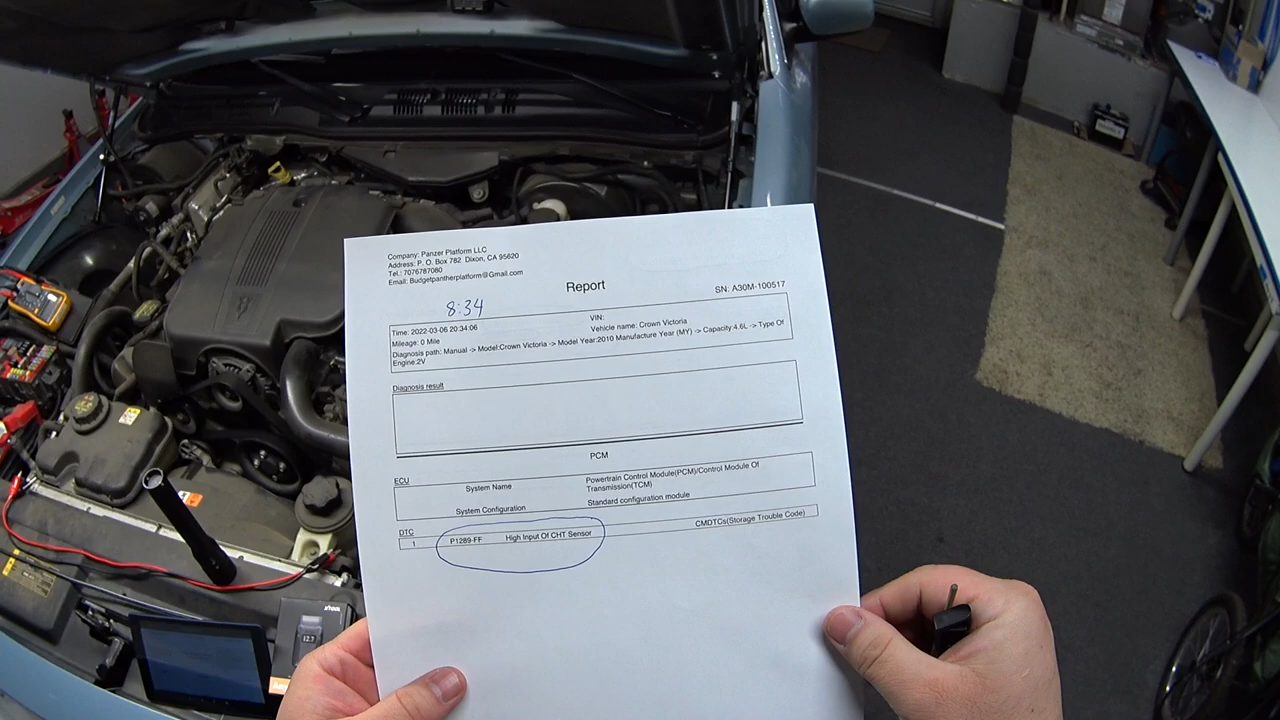 Company: Panzer Platform LLC
Address: P. O. Box 782 Dixon, CA 95620
Tel.: 7076787080
Email: Budgetpantherplatform@Gmail.com
Report
SN: A30M-100517
8:34
Time: 2022-03-06 20:34:06
VIN:
Mileage: 0 Mile
Vehicle name: Crown Victoria
Diagnosis path: Manual -> Model:Crown Victoria -> Model Year:2010 Manufacture Year (MY) -> Capacity:4.6L -> Type Of
Engine:2V
Diagnosis result
PCM
ECU
System Name
Powertrain Control Module(PCM)/Control Module Of
Transmission(TCM)
System Configuration
Standard configuration module
DTC
1 P1289-FF High Input Of CHT Sensor CMDTCs(Storage Trouble Code)
XTOOL
12.7